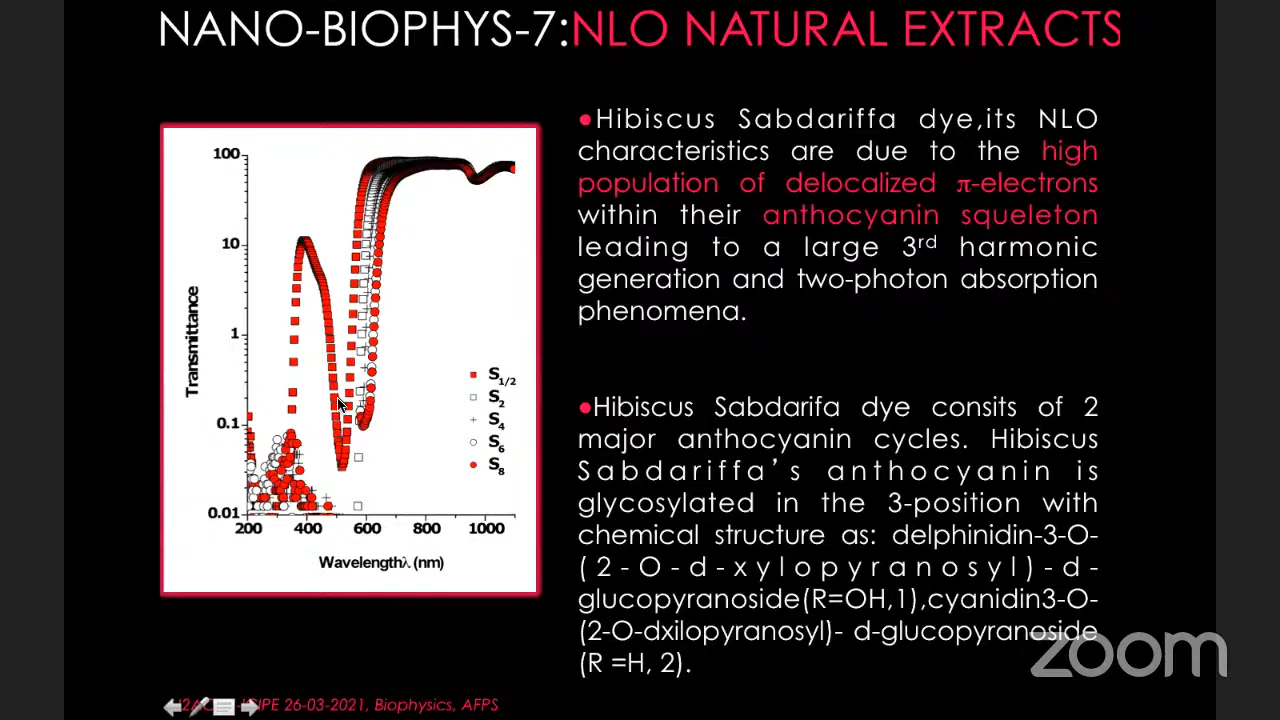 NANO-BIOPHYS-7:NLO NATURAL EXTRACTS
●Hibiscus Sabdariffa dye,its NLO
characteristics are due to the high
population of delocalized π-electrons
within their anthocyanin squeleton
leading to a large 3rd harmonic
generation and two-photon absorption
phenomena.
●Hibiscus Sabdarifa dye consits of 2
major anthocyanin cycles. Hibiscus
Sabdariffa's anthocyanin is
glycosylated in the 3-position with
chemical structure as: delphinidin-3-O-
(2-O-d-xylopyranosyl)-d-
glucopyranoside(R=OH,1),cyanidin3-O-
(2-O-dxilopyranosyl)- d-glucopyranoside
(R =H, 2).
Transmittance
100
10
1
0.1
0.01
200 400 600 800 1000
Wavelengthλ (nm)
S1/2
S2
S4
S6
S8
26-03-2021, Biophysics, AFPS
zoom